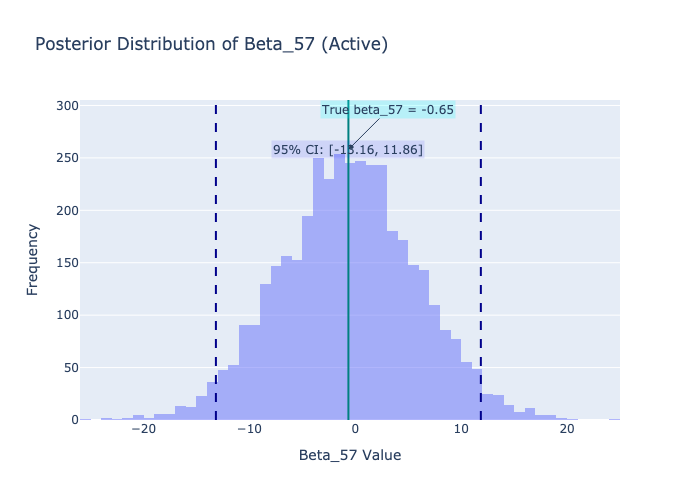 Posterior Distribution of Beta_57 (Active)
True beta_57 = -0.65
95% CI: [-13.16, 11.86]
300
250
200
150
100
50
0
Frequency
−20
−10
0
10
20
Beta_57 Value